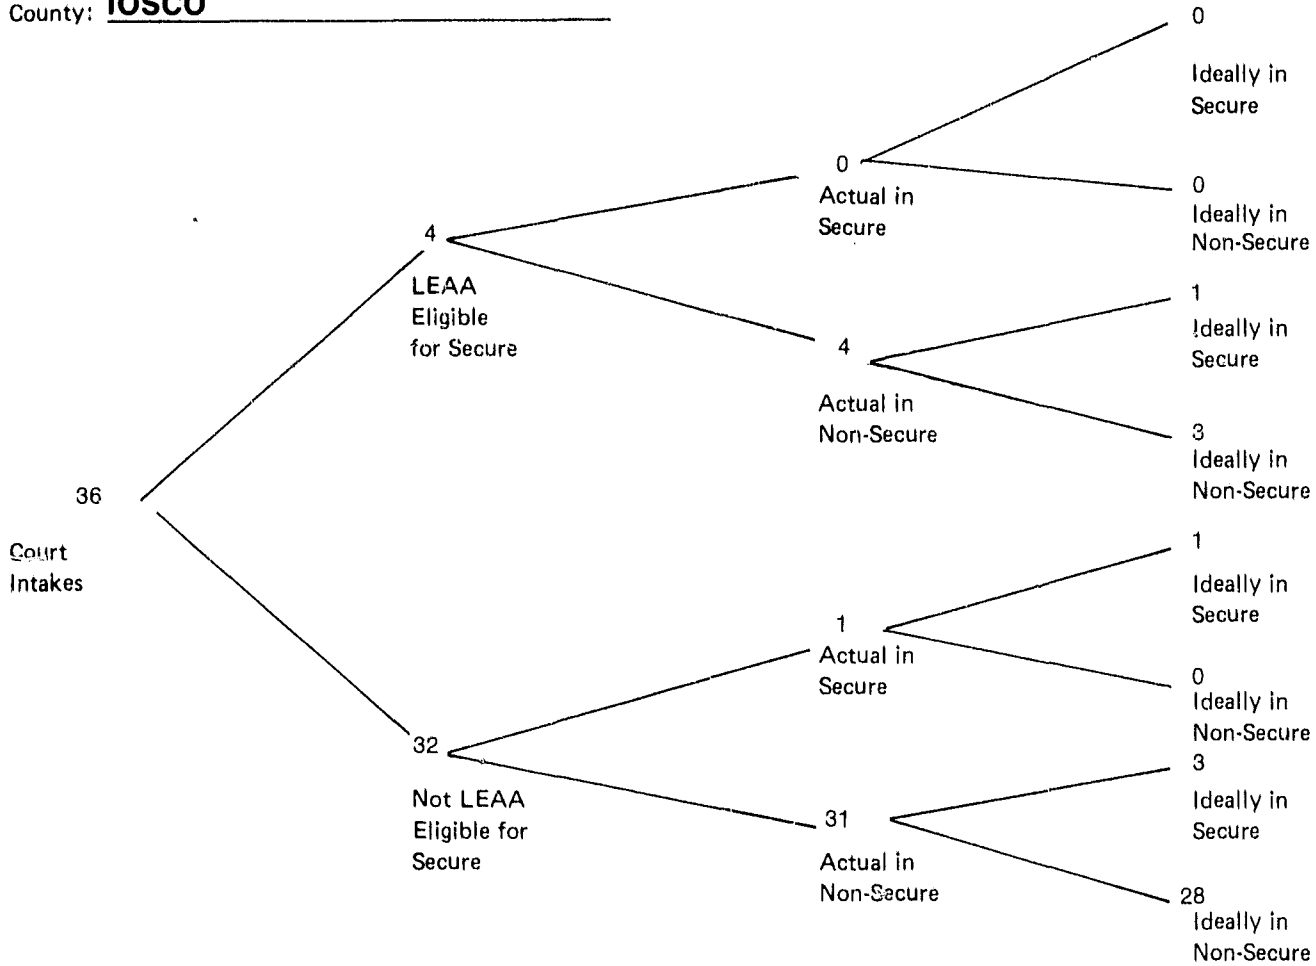 County: IOSCO
0
Ideally in
Secure
0
Actual in
Secure
0
Ideally in
Non-Secure
4
LEAA
Eligible
for Secure
1
Ideally in
Secure
4
Actual in
Non-Secure
3
Ideally in
Non-Secure
36
Court
Intakes
1
Ideally in
Secure
1
Actual in
Secure
0
Ideally in
Non-Secure
32
Not LEAA
Eligible for
Secure
3
Ideally in
Secure
31
Actual in
Non-Secure
28
Ideally in
Non-Secure